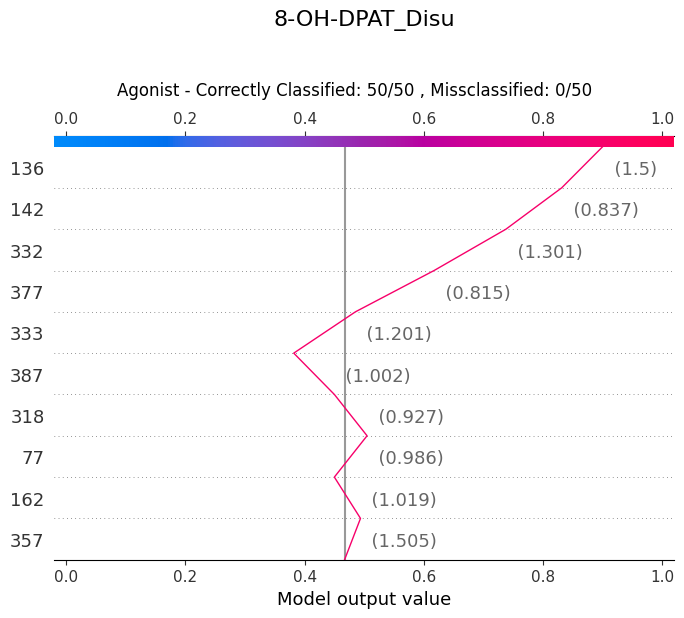 8-OH-DPAT_Disu
Agonist - Correctly Classified: 50/50 , Missclassified: 0/50
0.0 0.2 0.4 0.6 0.8 1.0
136 (1.5)
142 (0.837)
332 (1.301)
377 (0.815)
333 (1.201)
387 (1.002)
318 (0.927)
77 (0.986)
162 (1.019)
357 (1.505)
0.0 0.2 0.4 0.6 0.8 1.0
Model output value